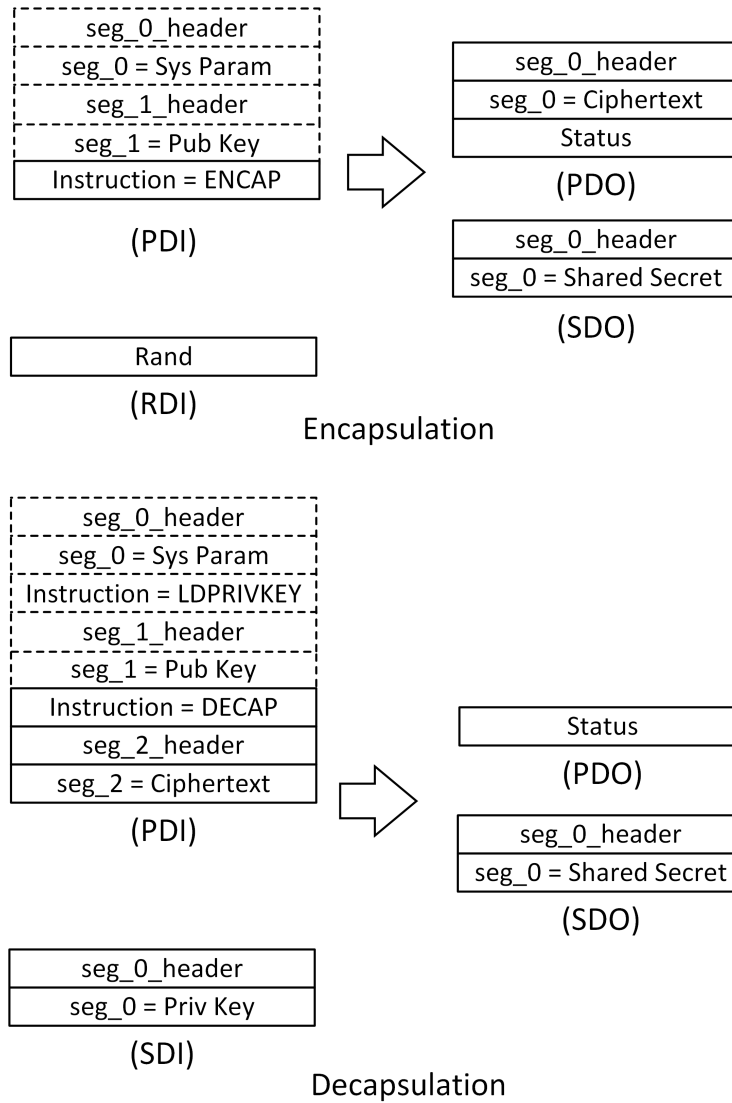 seg_0_header
seg_0 = Sys Param
seg_1_header
seg_1 = Pub Key
Instruction = ENCAP
(PDI)
seg_0_header
seg_0 = Ciphertext
Status
(PDO)
seg_0_header
seg_0 = Shared Secret
(SDO)
Rand
(RDI)
Encapsulation
seg_0_header
seg_0 = Sys Param
Instruction = LDPRIVKEY
seg_1_header
seg_1 = Pub Key
Instruction = DECAP
seg_2_header
seg_2 = Ciphertext
(PDI)
Status
(PDO)
seg_0_header
seg_0 = Shared Secret
(SDO)
seg_0_header
seg_0 = Priv Key
(SDI)
Decapsulation